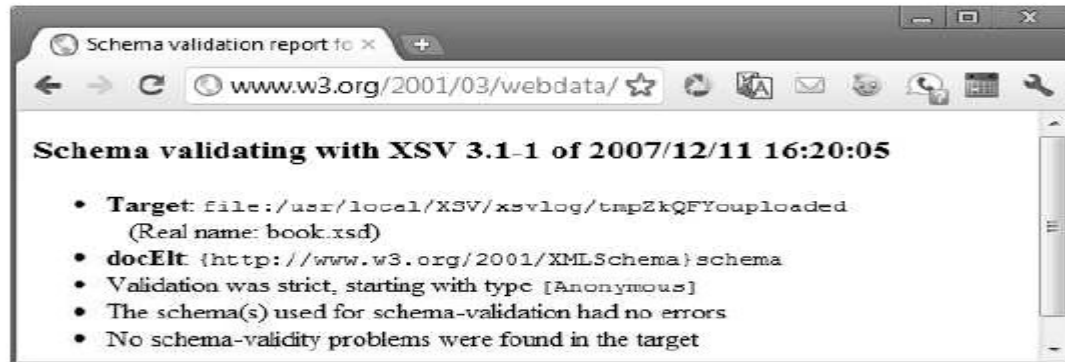 Schema validation report fo
www.w3.org/2001/03/webdata/
Schema validating with XSV 3.1-1 of 2007/12/11 16:20:05
• Target: file:/usr/local/XSV/xsvlog/tmpZkQFYouploaded
(Real name: book.xsd)
• docElt: {http://www.w3.org/2001/XMLSchema}schema
• Validation was strict, starting with type [Anonymous]
• The schema(s) used for schema-validation had no errors
• No schema-validity problems were found in the target